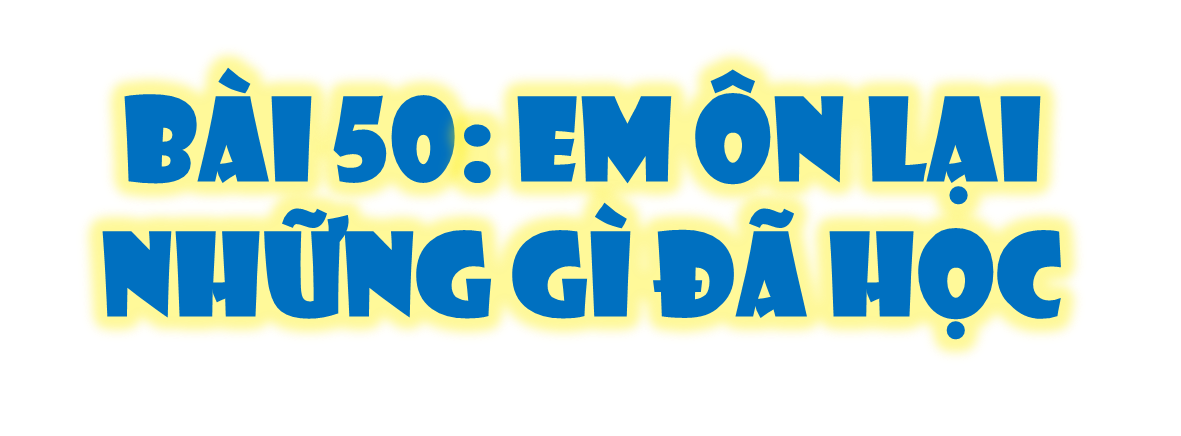 BÀI 50: EM ÔN LẠI
NHỮNG GÌ ĐÃ HỌC